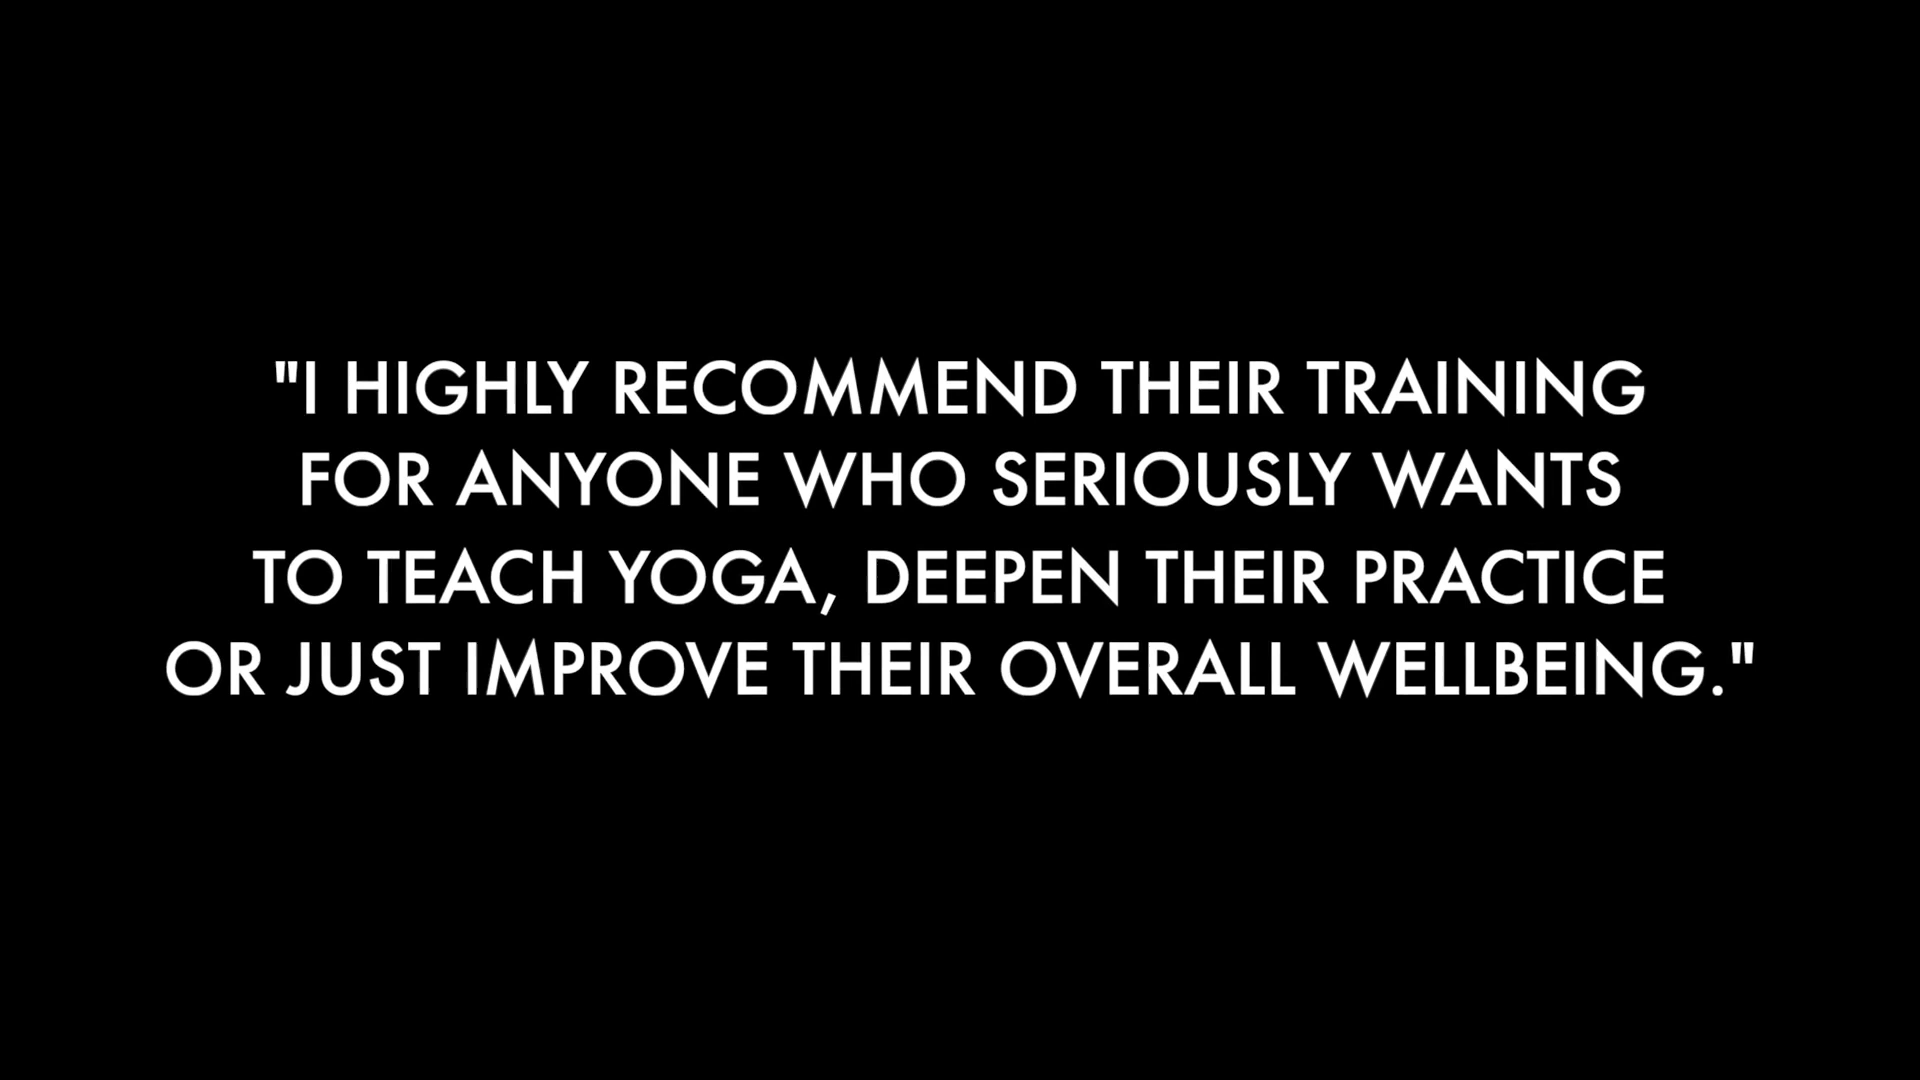 "I HIGHLY RECOMMEND THEIR TRAINING
FOR ANYONE WHO SERIOUSLY WANTS
TO TEACH YOGA, DEEPEN THEIR PRACTICE
OR JUST IMPROVE THEIR OVERALL WELLBEING."